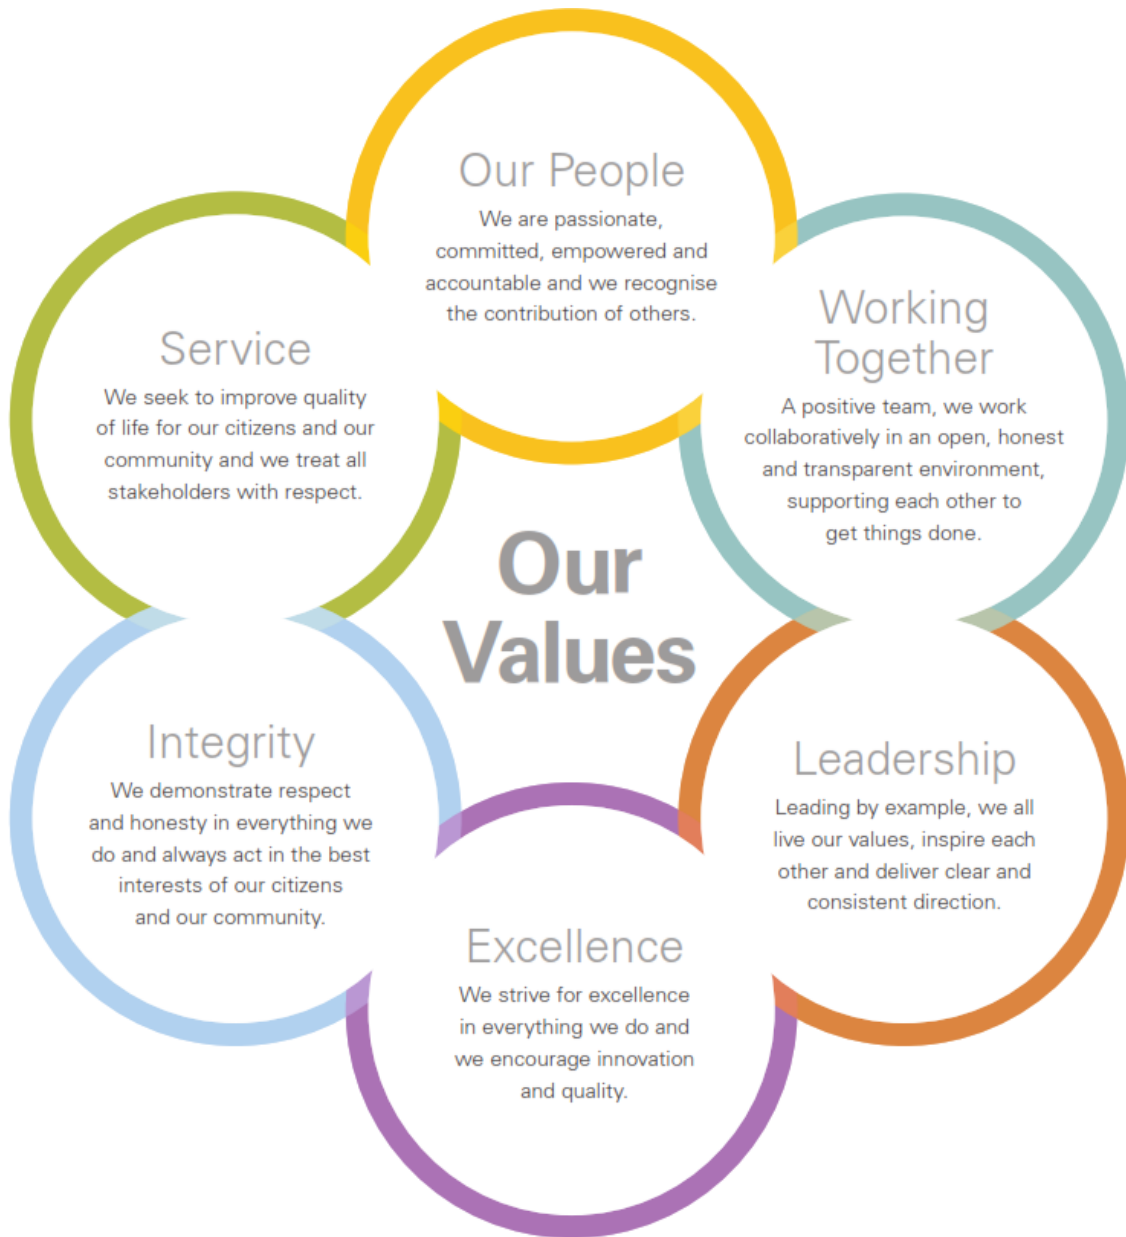 Our People
We are passionate,
committed, empowered and
accountable and we recognise
the contribution of others.
Working
Together
A positive team, we work
collaboratively in an open, honest
and transparent environment,
supporting each other to
get things done.
Service
We seek to improve quality
of life for our citizens and our
community and we treat all
stakeholders with respect.
Our
Values
Integrity
We demonstrate respect
and honesty in everything we
do and always act in the best
interests of our citizens
and our community.
Leadership
Leading by example, we all
live our values, inspire each
other and deliver clear and
consistent direction.
Excellence
We strive for excellence
in everything we do and
we encourage innovation
and quality.